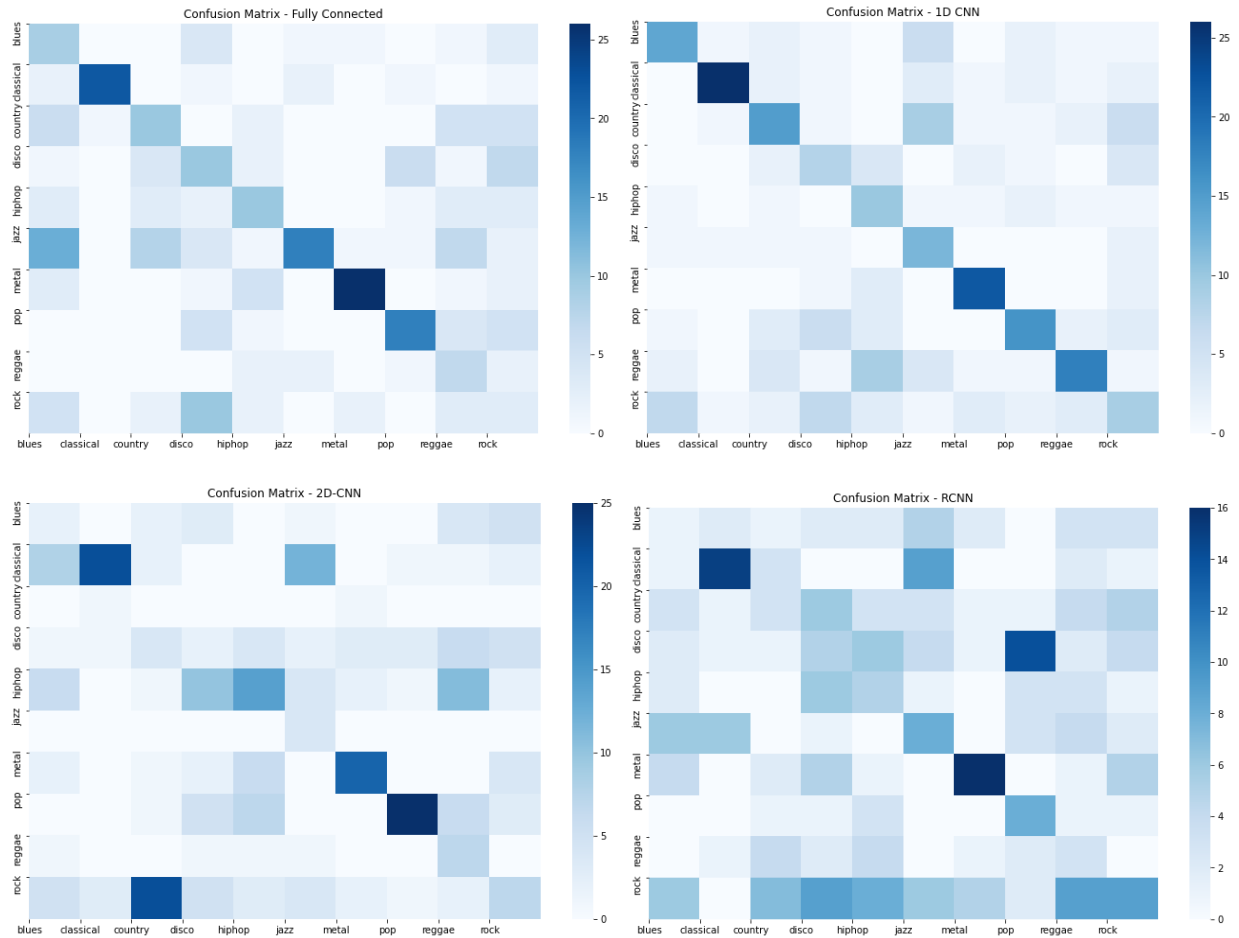 Confusion Matrix - Fully Connected
blues
classical
country
disco
hiphop
jazz
metal
pop
reggae
rock
blues classical country disco hiphop jazz metal pop reggae rock
25
20
15
10
5
0
Confusion Matrix - 1D CNN
blues
classical
country
disco
hiphop
jazz
metal
pop
reggae
rock
blues classical country disco hiphop jazz metal pop reggae rock
25
20
15
10
5
0
Confusion Matrix - 2D-CNN
blues
classical
country
disco
hiphop
jazz
metal
pop
reggae
rock
blues classical country disco hiphop jazz metal pop reggae rock
25
20
15
10
5
0
Confusion Matrix - RCNN
blues
classical
country
disco
hiphop
jazz
metal
pop
reggae
rock
blues classical country disco hiphop jazz metal pop reggae rock
16
14
12
10
8
6
4
2
0